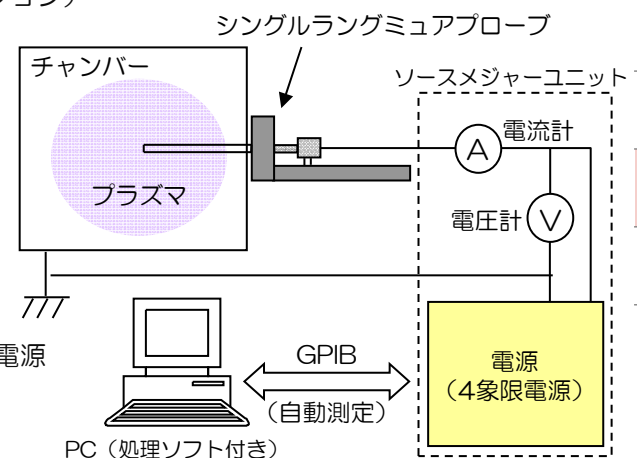 シングルラングミュアプローブ
チャンバー
ソースメジャーユニット
A
電流計
プラズマ
電圧計
V
電源
GPIB
(自動測定)
電源
(4象限電源)
PC(処理ソフト付き)